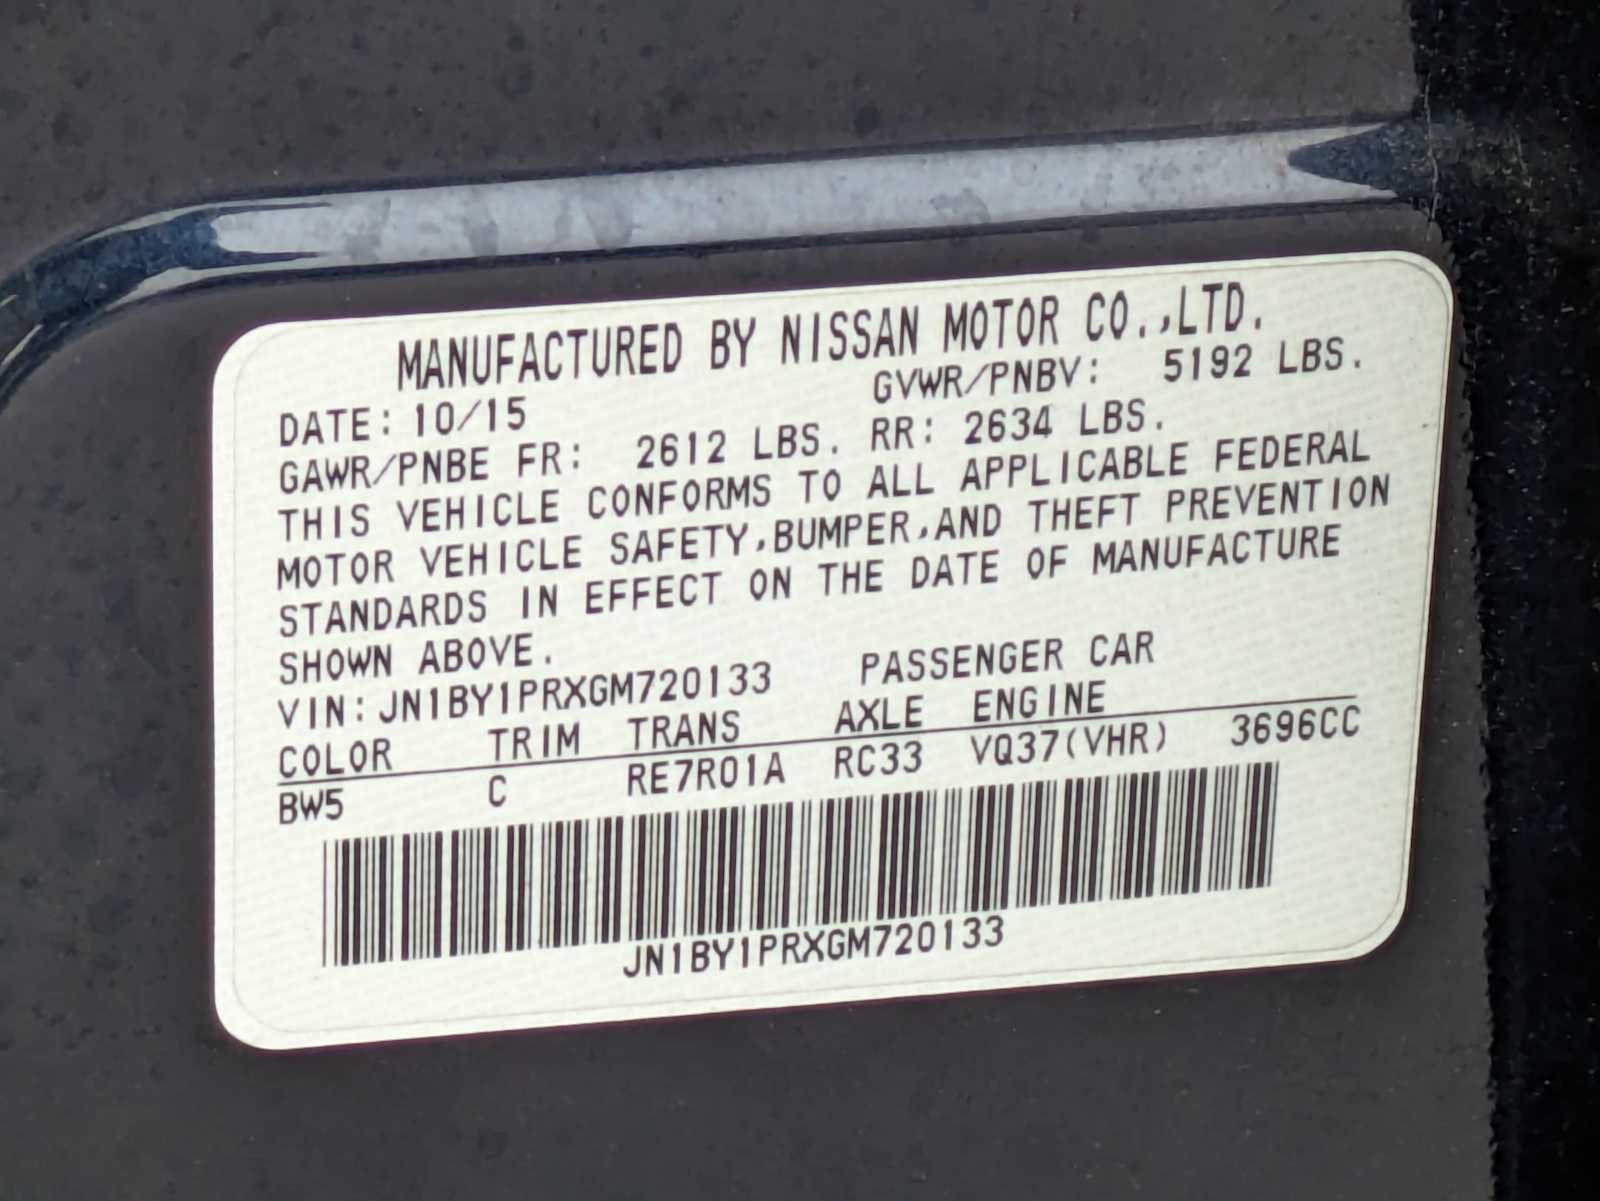 MANUFACTURED BY NISSAN MOTOR CO.,LTD.
DATE: 10/15 GVWR/PNBV: 5192 LBS.
GAWR/PNBE FR: 2612 LBS. RR: 2634 LBS.
THIS VEHICLE CONFORMS TO ALL APPLICABLE FEDERAL
MOTOR VEHICLE SAFETY,BUMPER,AND THEFT PREVENTION
STANDARDS IN EFFECT ON THE DATE OF MANUFACTURE
SHOWN ABOVE.
VIN: JN1BY1PRXGM720133 PASSENGER CAR
COLOR TRIM TRANS AXLE ENGINE
BW5 C RE7R01A RC33 VQ37(VHR) 3696CC
JN1BY1PRXGM720133